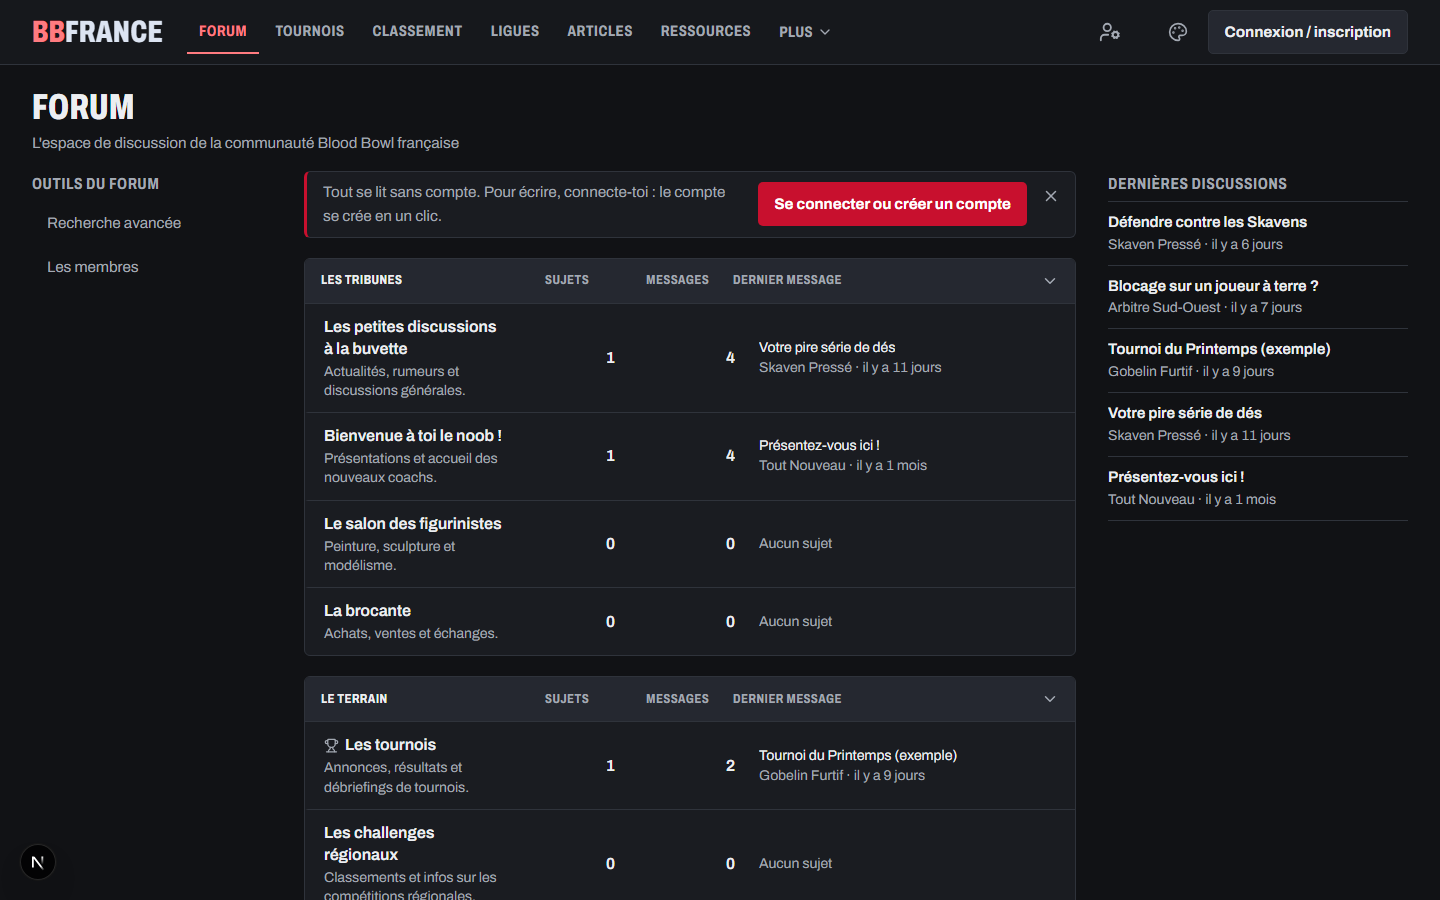 BBFRANCE FORUM TOURNOIS CLASSEMENT LIGUES ARTICLES RESSOURCES PLUS Connexion / inscription
FORUM
L'espace de discussion de la communauté Blood Bowl française
OUTILS DU FORUM
Recherche avancée
Les membres
Tout se lit sans compte. Pour écrire, connecte-toi : le compte
se crée en un clic.
Se connecter ou créer un compte
LES TRIBUNES SUJETS MESSAGES DERNIER MESSAGE
Les petites discussions
à la buvette
Actualités, rumeurs et
discussions générales.
1 4
Votre pire série de dés
Skaven Pressé · il y a 11 jours
Bienvenue à toi le noob !
Présentations et accueil des
nouveaux coachs.
1 4
Présentez-vous ici !
Tout Nouveau · il y a 1 mois
Le salon des figurinistes
Peinture, sculpture et
modélisme.
0 0 Aucun sujet
La brocante
Achats, ventes et échanges.
0 0 Aucun sujet
LE TERRAIN SUJETS MESSAGES DERNIER MESSAGE
Les tournois
Annonces, résultats et
débriefings de tournois.
1 2
Tournoi du Printemps (exemple)
Gobelin Furtif · il y a 9 jours
Les challenges
régionaux
Classements et infos sur les
compétitions régionales.
0 0 Aucun sujet
DERNIÈRES DISCUSSIONS
Défendre contre les Skavens
Skaven Pressé · il y a 6 jours
Blocage sur un joueur à terre ?
Arbitre Sud-Ouest · il y a 7 jours
Tournoi du Printemps (exemple)
Gobelin Furtif · il y a 9 jours
Votre pire série de dés
Skaven Pressé · il y a 11 jours
Présentez-vous ici !
Tout Nouveau · il y a 1 mois
N